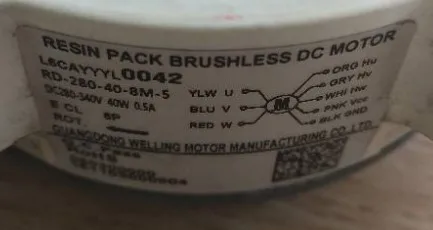 RESIN PACK BRUSHLESS DC MOTOR
L6CAYYYL0042
RD-280-40-8M-5
DC280-340V 40W 0.5A
E CL
ROT 8P
YLW U
BLU V
RED W
M
ORG Hu
GRY Hv
WHI Hw
PNK Vcc
BLK GND
GUANGDONG WELLING MOTOR MANUFACTURING CO.,LTD.